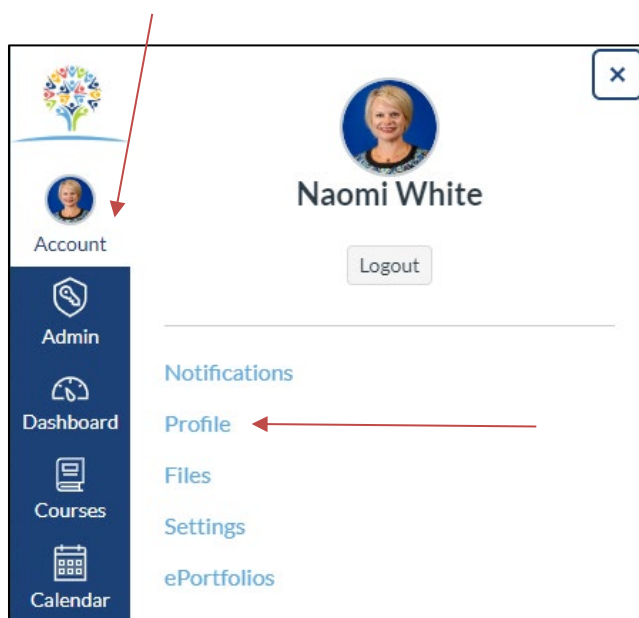 Account
Admin
Dashboard
Courses
Calendar
Naomi White
Logout
Notifications
Profile
Files
Settings
ePortfolios